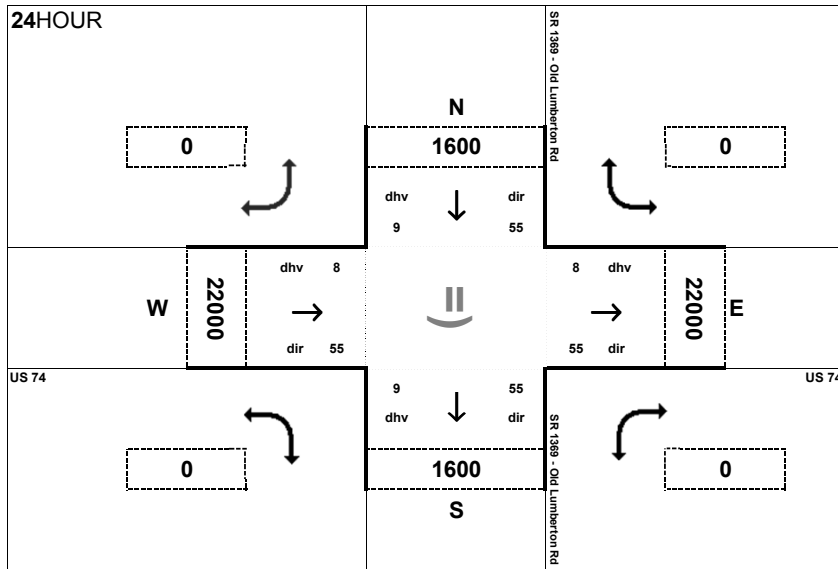 24HOUR
SR 1369 - Old Lumberton Rd
N
0
1600
0
dhv
dir
9
55
dhv 8
8 dhv
W
22000
22000
E
dir 55
55 dir
US 74
US 74
9
55
dhv
dir
SR 1369 - Old Lumberton Rd
0
1600
0
S